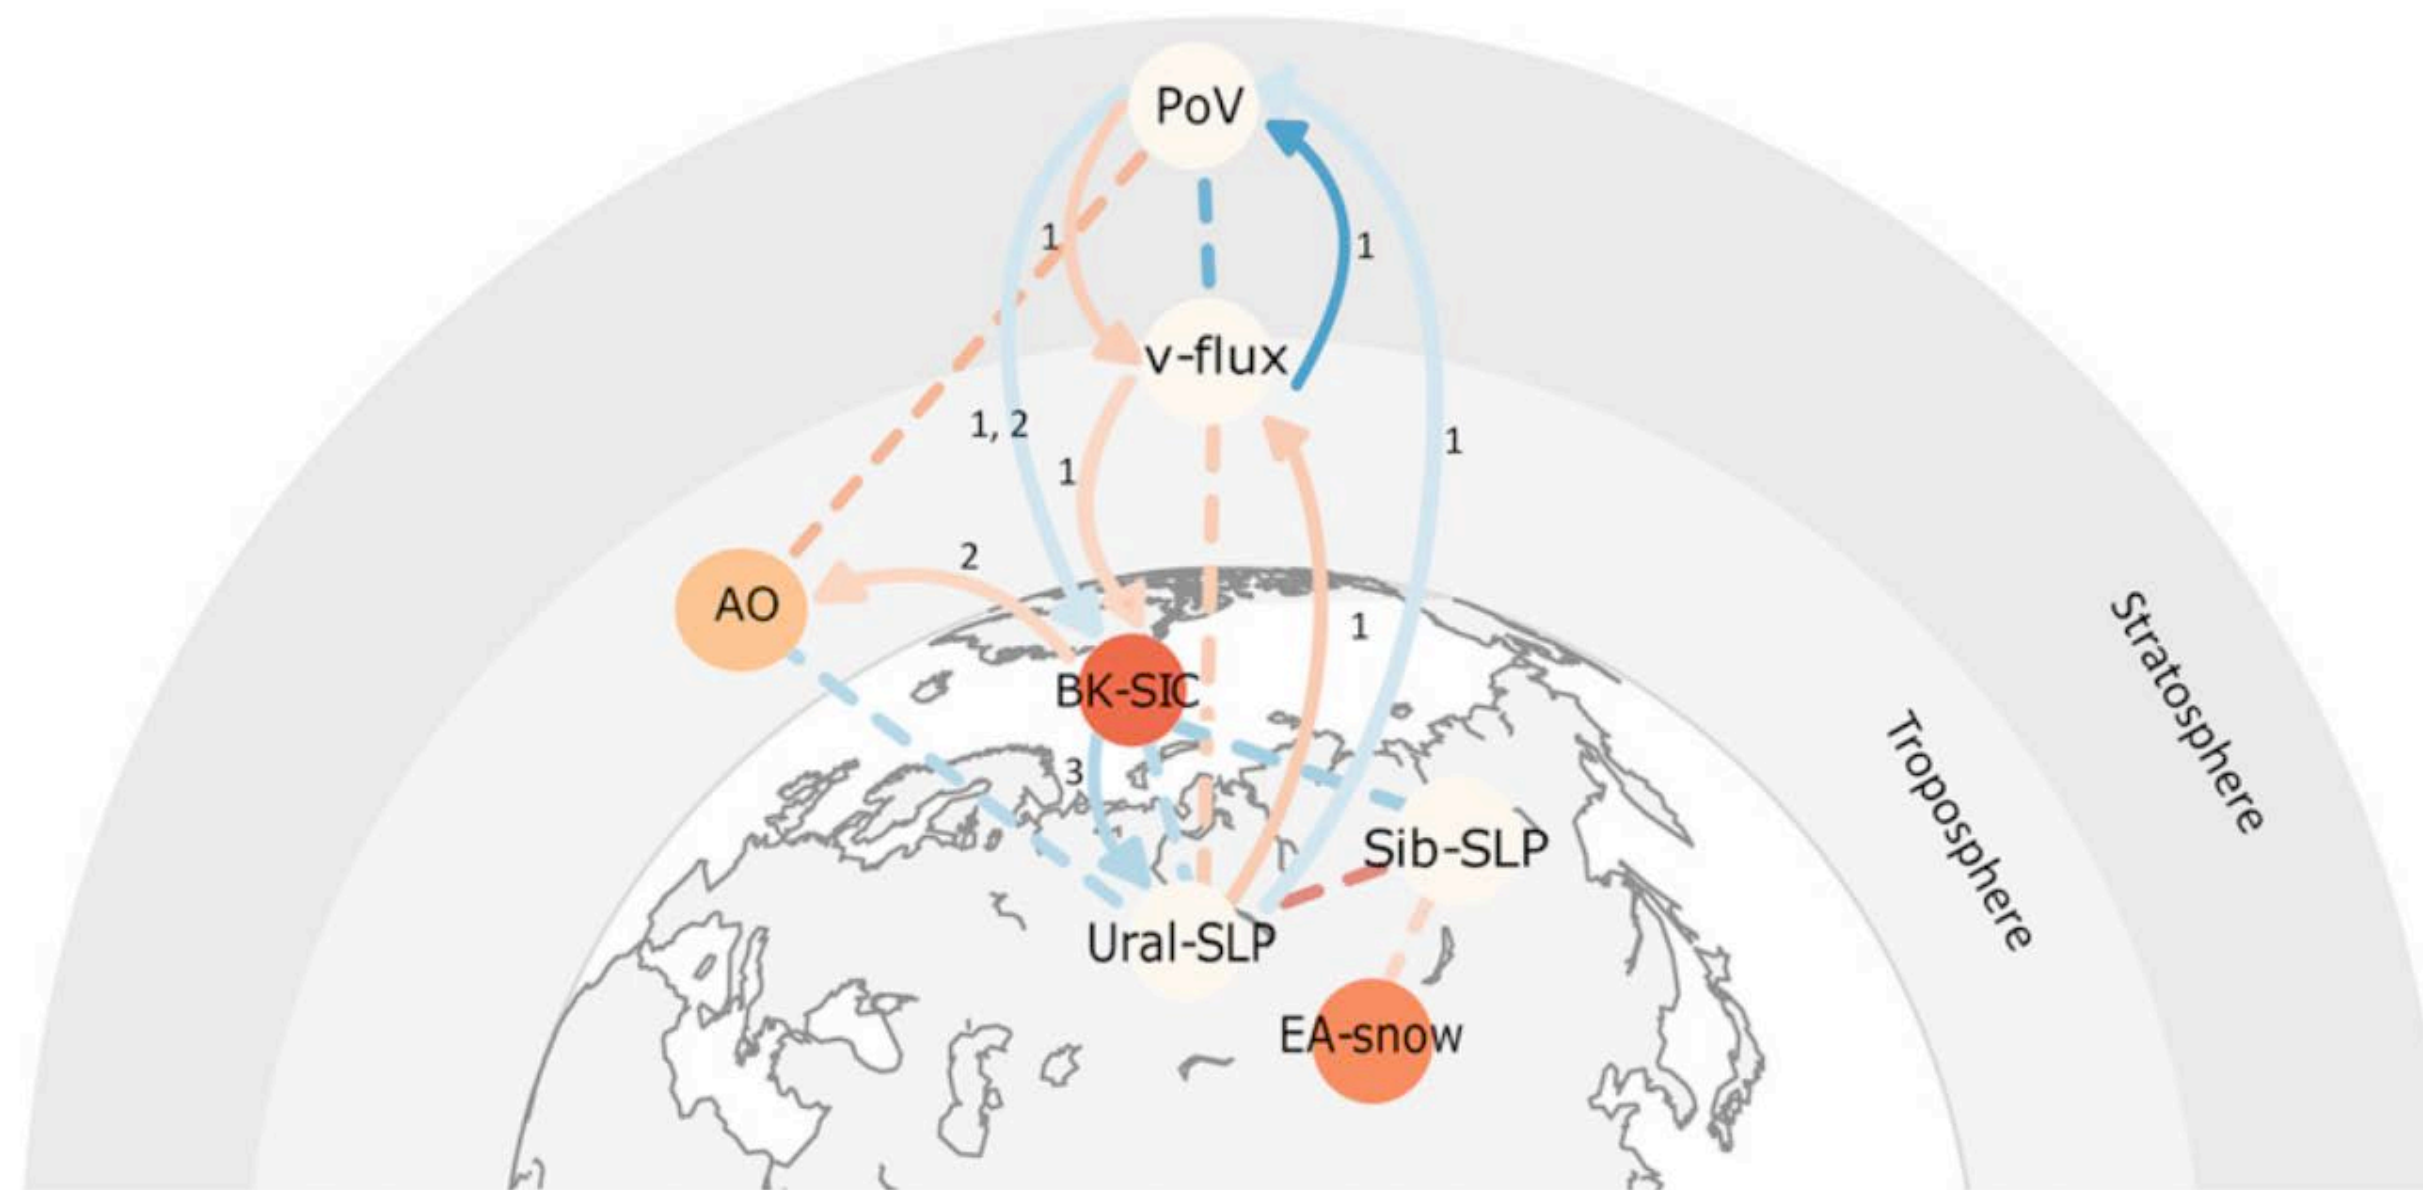 PoV
1
1
v-flux
1, 2
1
1
2
AO
1
BK-SIC
3
Sib-SLP
Ural-SLP
EA-snow
Stratosphere
Troposphere